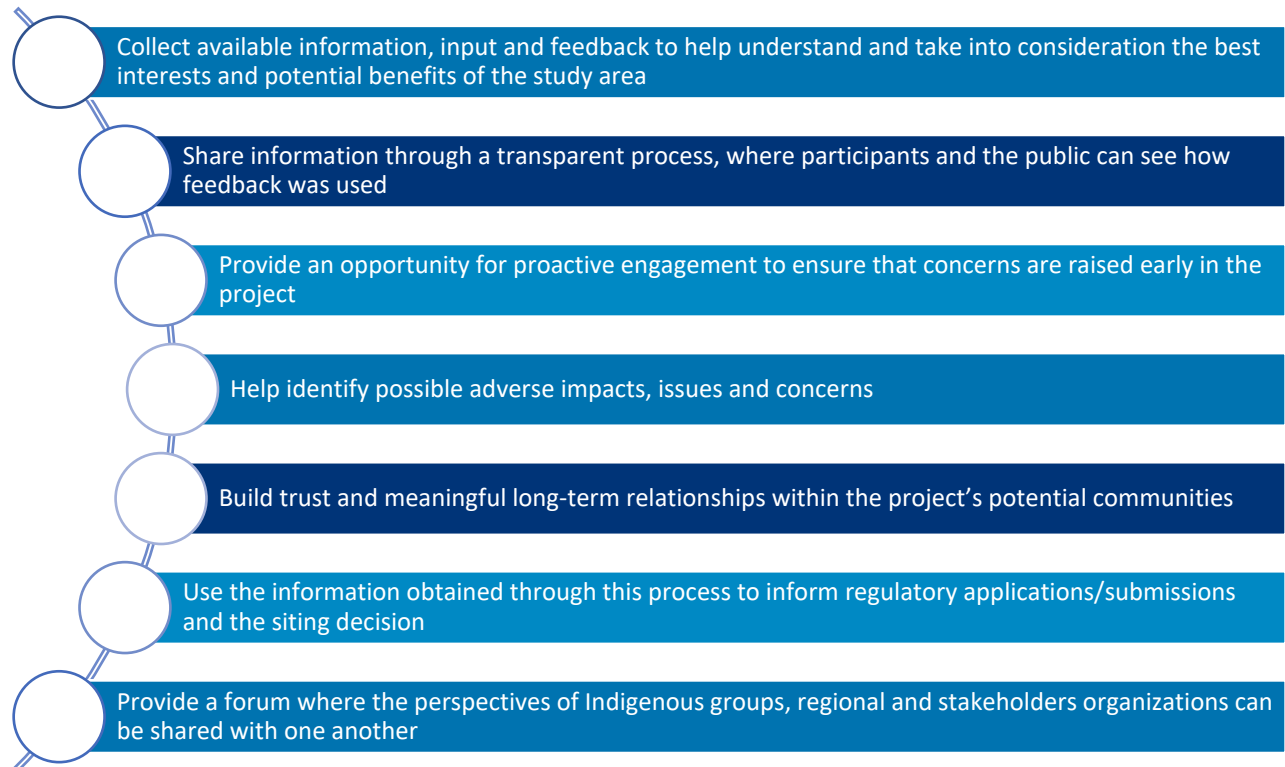 Collect available information, input and feedback to help understand and take into consideration the best
interests and potential benefits of the study area
Share information through a transparent process, where participants and the public can see how
feedback was used
Provide an opportunity for proactive engagement to ensure that concerns are raised early in the
project
Help identify possible adverse impacts, issues and concerns
Build trust and meaningful long-term relationships within the project’s potential communities
Use the information obtained through this process to inform regulatory applications/submissions
and the siting decision
Provide a forum where the perspectives of Indigenous groups, regional and stakeholders organizations can
be shared with one another